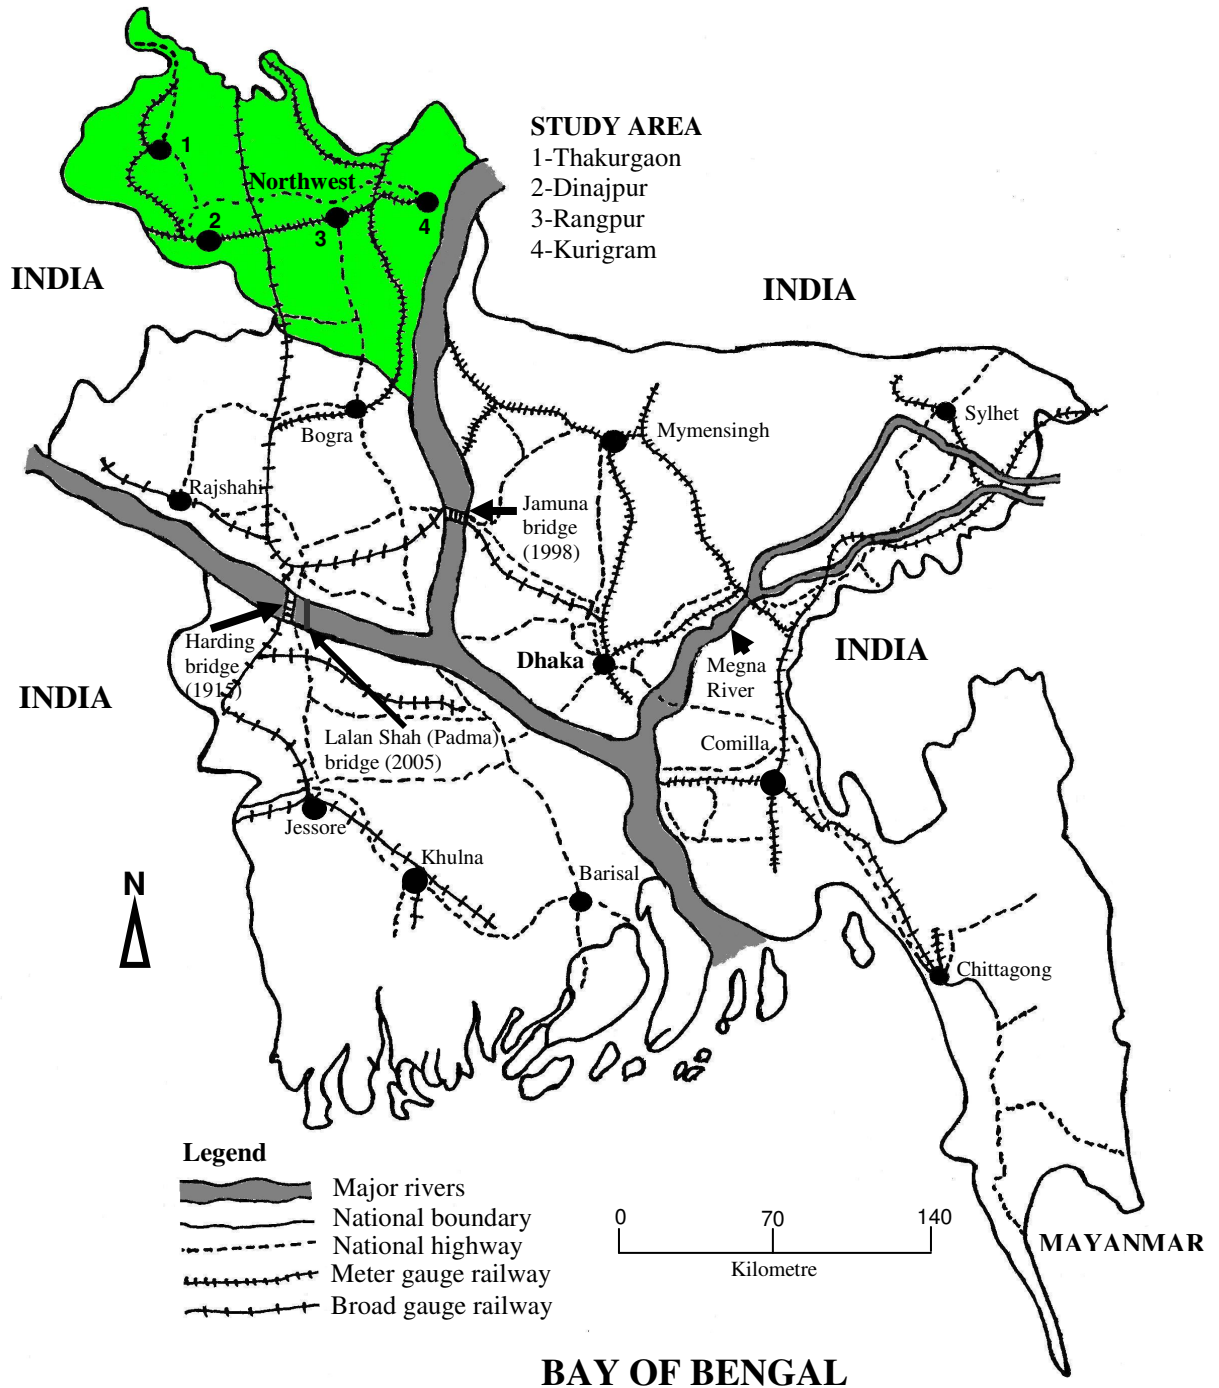 STUDY AREA
1-Thakurgaon
2-Dinajpur
3-Rangpur
4-Kurigram
1
Northwest
2
3
4
INDIA
INDIA
Bogra
Mymensingh
Sylhet
Rajshahi
Jamuna
bridge
(1998)
Harding
bridge
(1915)
Dhaka
Megna
River
INDIA
INDIA
Lalan Shah (Padma)
bridge (2005)
Comilla
Jessore
Khulna
Barisal
N
Chittagong
Legend
Major rivers
National boundary
National highway
Meter gauge railway
Broad gauge railway
0 70 140
Kilometre
MAYANMAR
BAY OF BENGAL